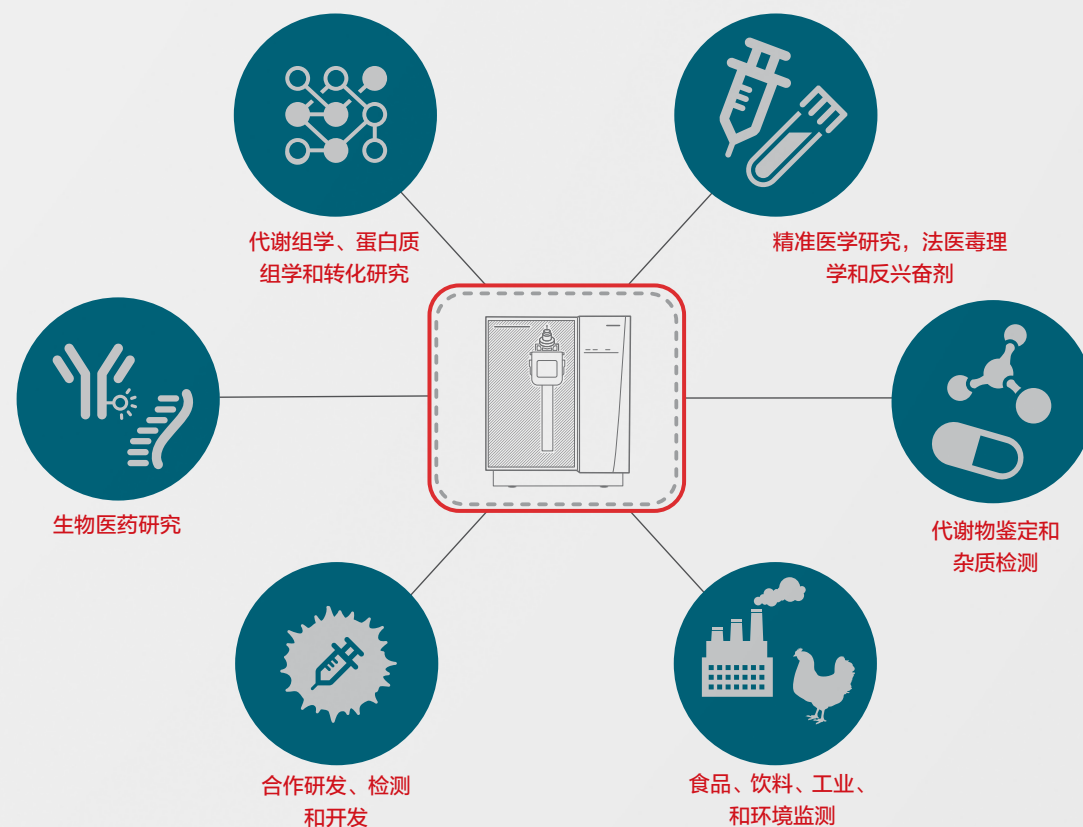 代谢组学、蛋白质
组学和转化研究
精准医学研究，法医毒理
学和反兴奋剂
生物医药研究
代谢物鉴定和
杂质检测
合作研发、检测
和开发
食品、饮料、工业、
和环境监测